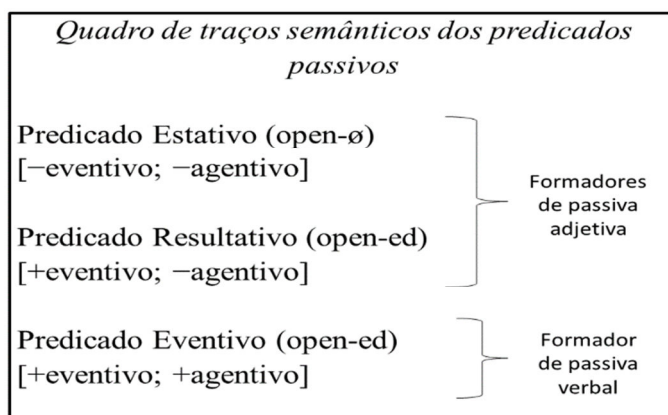 Quadro de traços semânticos dos predicados
passivos
Predicado Estativo (open-ø)
[−eventivo; −agentivo]
Predicado Resultativo (open-ed)
[+eventivo; −agentivo]
Formadores
de passiva
adjetiva
Predicado Eventivo (open-ed)
[+eventivo; +agentivo]
Formador
de passiva
verbal